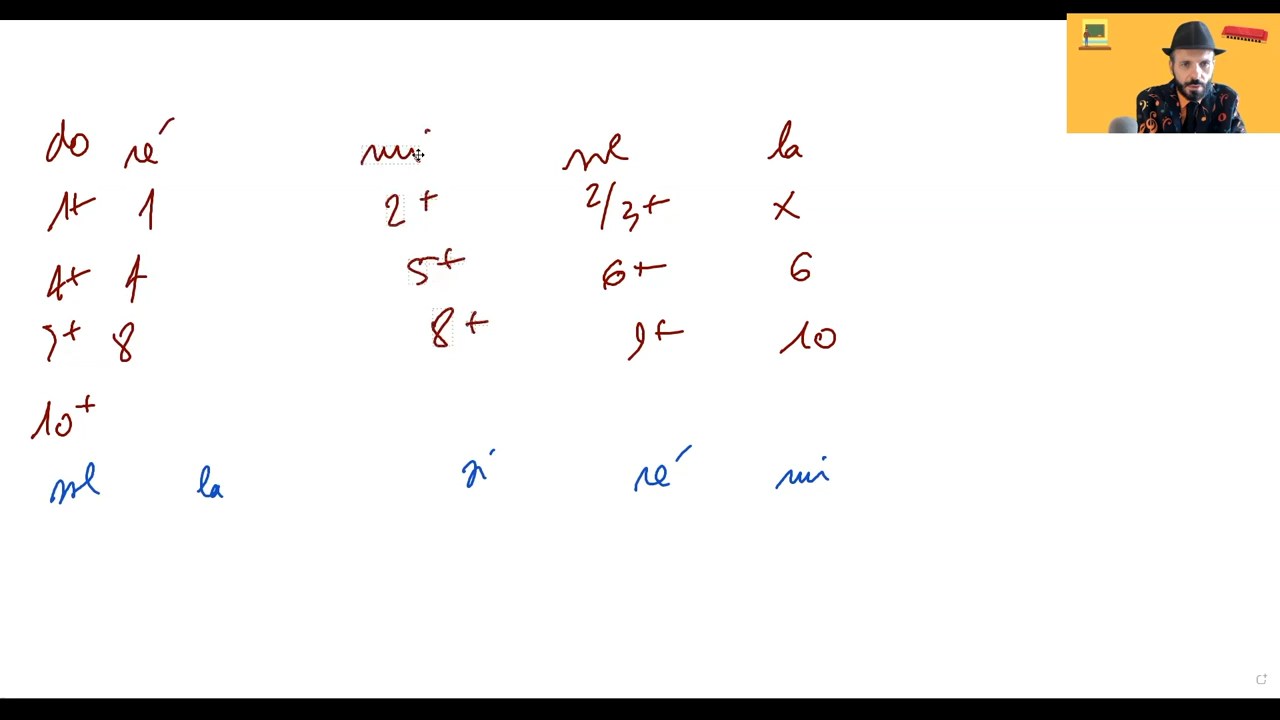 do ré mi sol la
1+ 1 2+ 2/3+ x
4+ 4 5+ 6+ 6
7+ 8 8+ 9+ 10
10+
sol la si ré mi